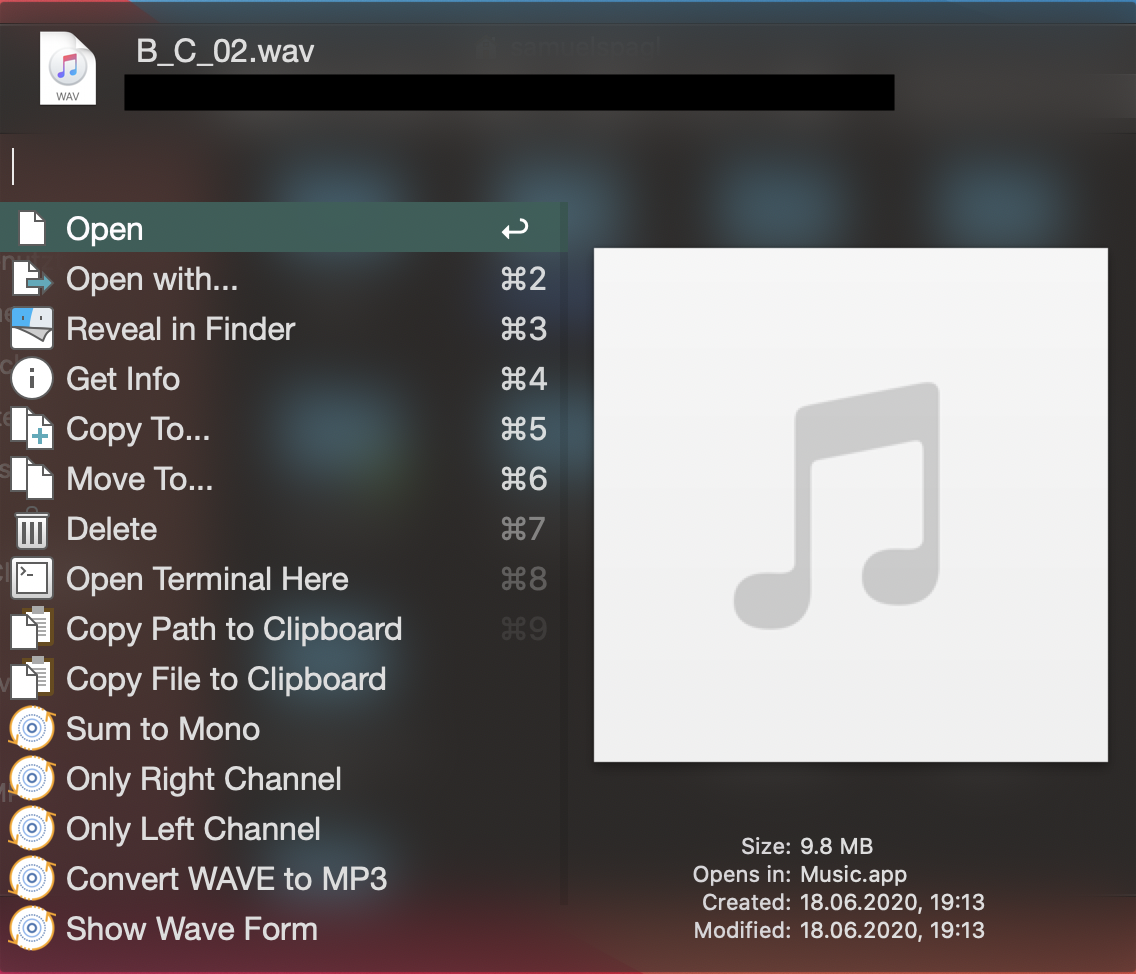 B_C_02.wav
WAV
Open ↩
Open with... ⌘2
Reveal in Finder ⌘3
Get Info ⌘4
Copy To... ⌘5
Move To... ⌘6
Delete ⌘7
Open Terminal Here ⌘8
Copy Path to Clipboard ⌘9
Copy File to Clipboard
Sum to Mono
Only Right Channel
Only Left Channel
Convert WAVE to MP3
Show Wave Form
Size: 9.8 MB
Opens in: Music.app
Created: 18.06.2020, 19:13
Modified: 18.06.2020, 19:13